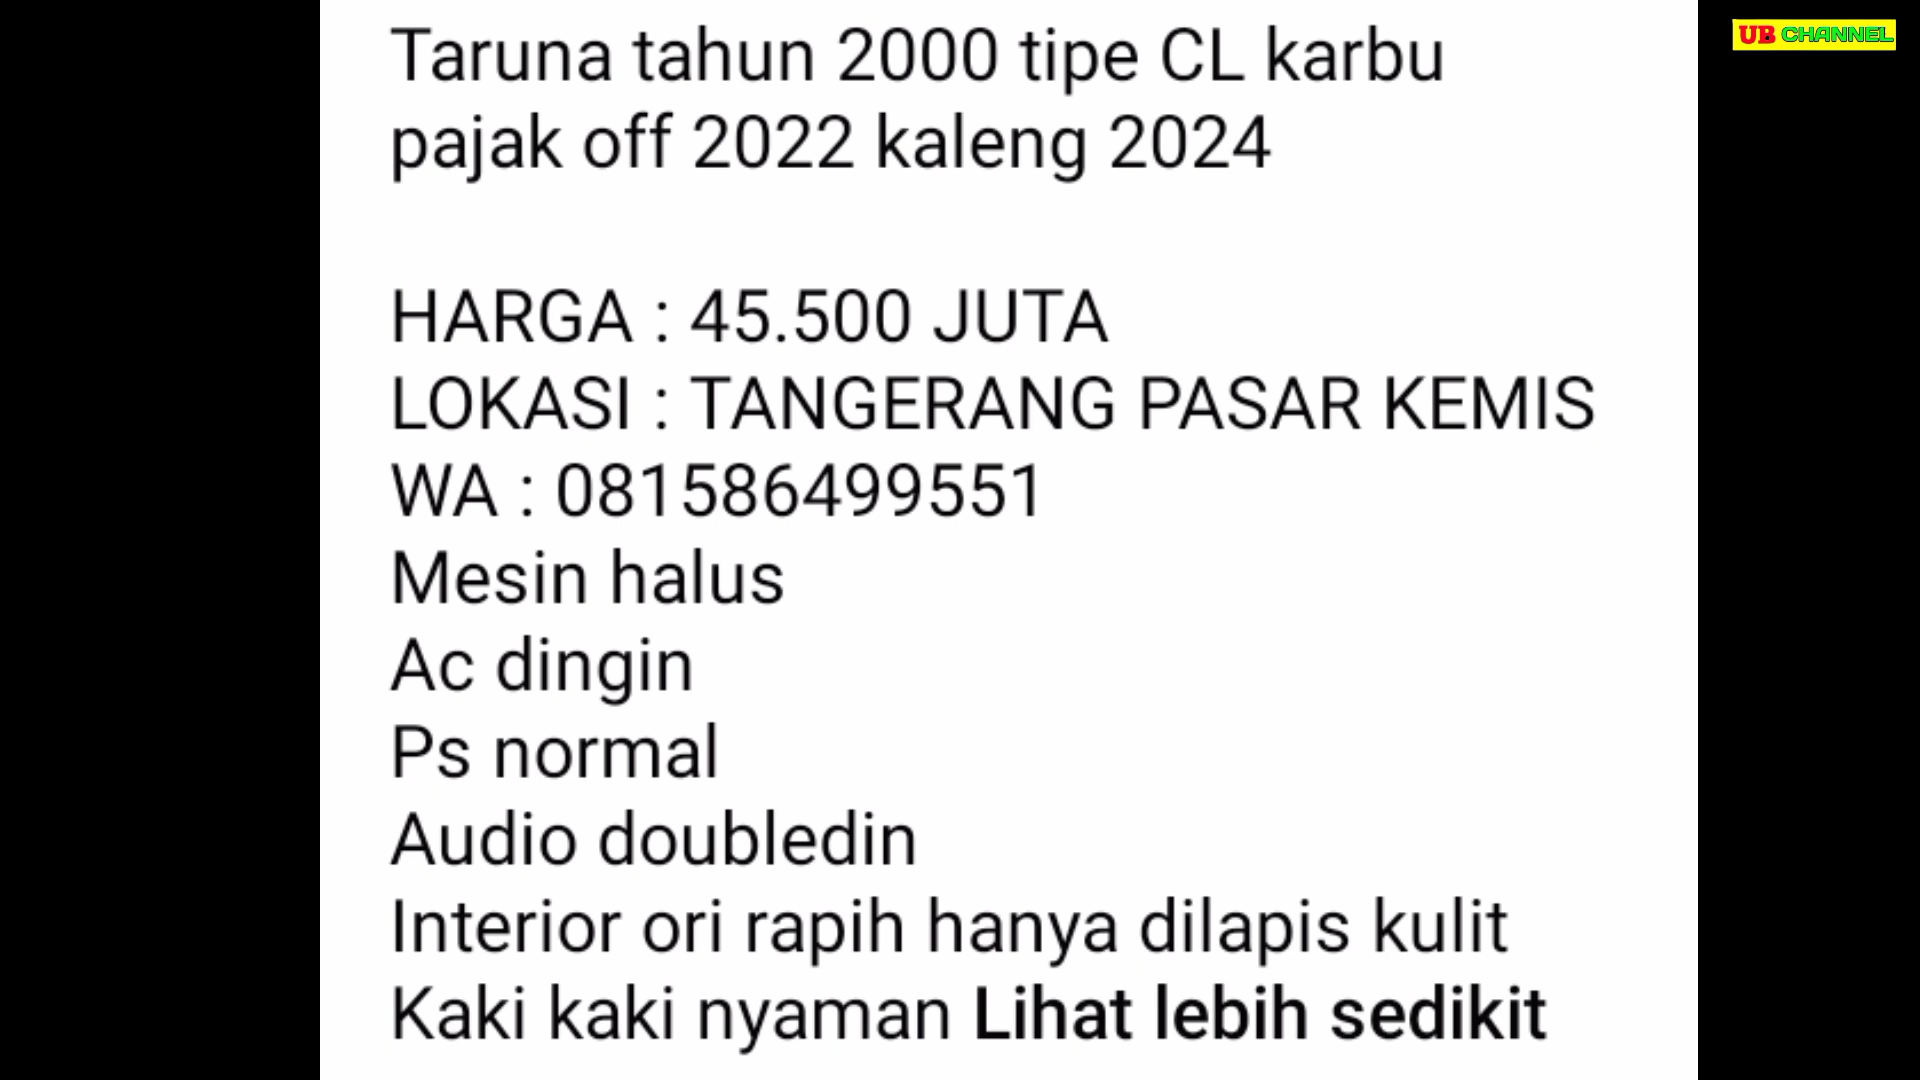 Taruna tahun 2000 tipe CL karbu
pajak off 2022 kaleng 2024
HARGA : 45.500 JUTA
LOKASI : TANGERANG PASAR KEMIS
WA : 081586499551
Mesin halus
Ac dingin
Ps normal
Audio doubledin
Interior ori rapih hanya dilapis kulit
Kaki kaki nyaman Lihat lebih sedikit
UB CHANNEL